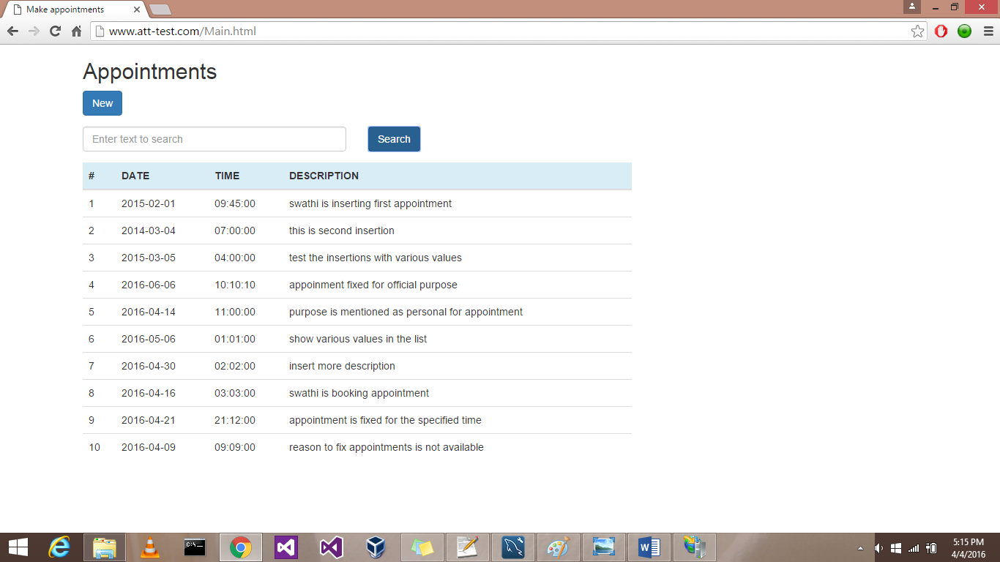 Make appointments
www.att-test.com/Main.html
Appointments
New
Enter text to search Search
# DATE TIME DESCRIPTION
1 2015-02-01 09:45:00 swathi is inserting first appointment
2 2014-03-04 07:00:00 this is second insertion
3 2015-03-05 04:00:00 test the insertions with various values
4 2016-06-06 10:10:10 appoinment fixed for official purpose
5 2016-04-14 11:00:00 purpose is mentioned as personal for appointment
6 2016-05-06 01:01:00 show various values in the list
7 2016-04-30 02:02:00 insert more description
8 2016-04-16 03:03:00 swathi is booking appointment
9 2016-04-21 21:12:00 appointment is fixed for the specified time
10 2016-04-09 09:09:00 reason to fix appointments is not available
5:15 PM
4/4/2016